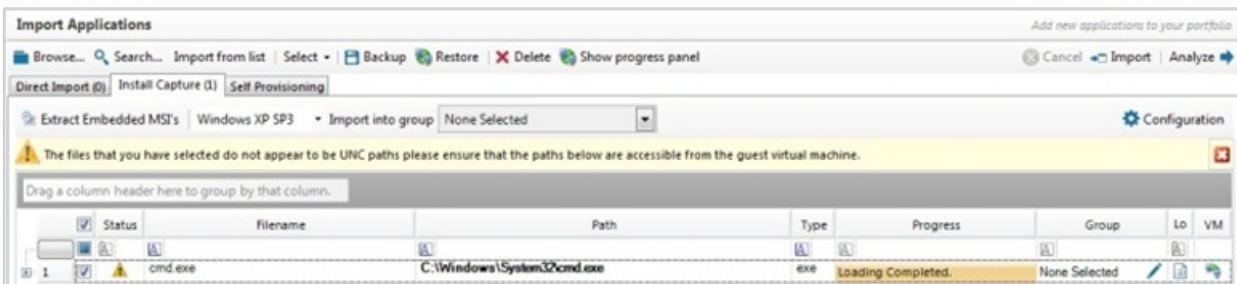 Import Applications
Add new applications to your portfolio
Browse... Search... Import from list Select Backup Restore Delete Show progress panel
Cancel Import Analyze
Direct Import (0) Install Capture (1) Self Provisioning
Extract Embedded MSI's Windows XP SP3 Import into group None Selected Configuration
The files that you have selected do not appear to be UNC paths please ensure that the paths below are accessible from the guest virtual machine.
Drag a column header here to group by that column.
Status Filename Path Type Progress Group Lo VM
1 cmd.exe C:\Windows\System32\cmd.exe exe Loading Completed. None Selected